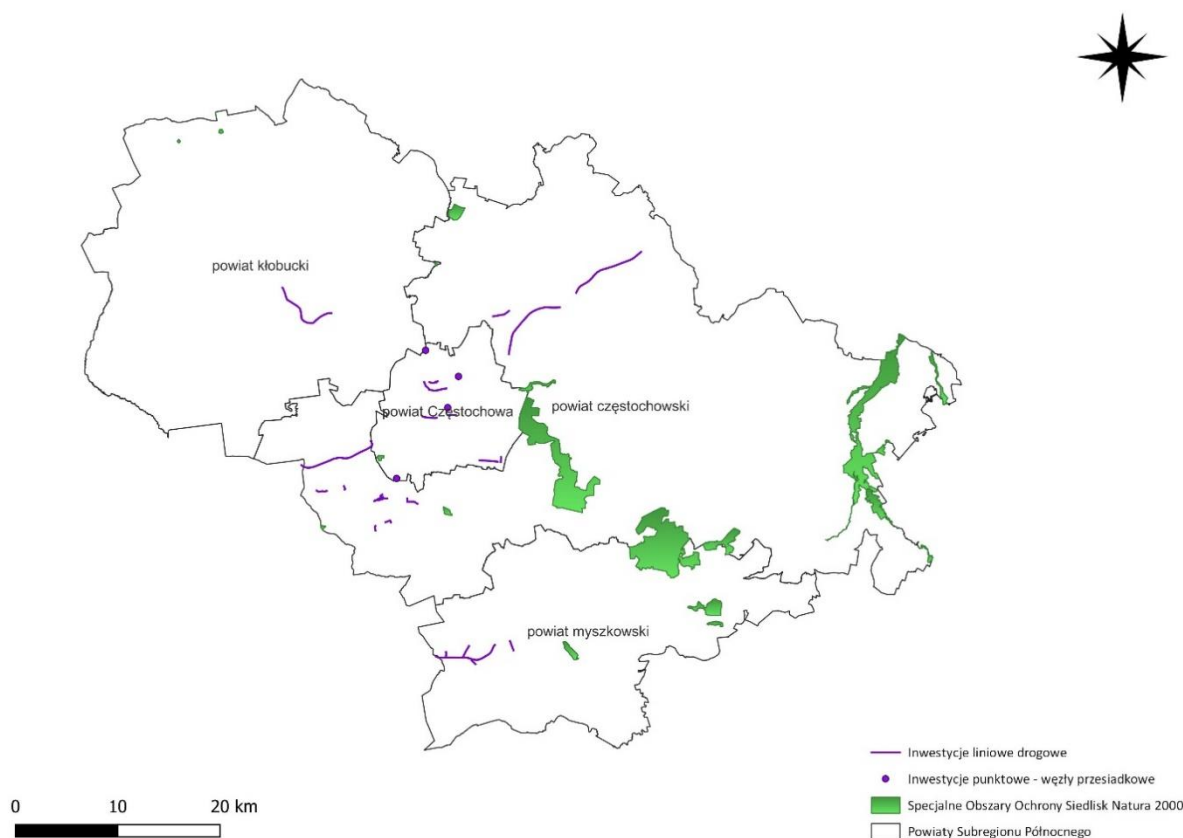 powiat kłobucki
powiat Częstochowa
powiat częstochowski
powiat myszkowski
Inwestycje liniowe drogowe
Inwestycje punktowe - węzły przesiadkowe
Specjalne Obszary Ochrony Siedlisk Natura 2000
Powiaty Subregionu Północnego
0 10 20 km